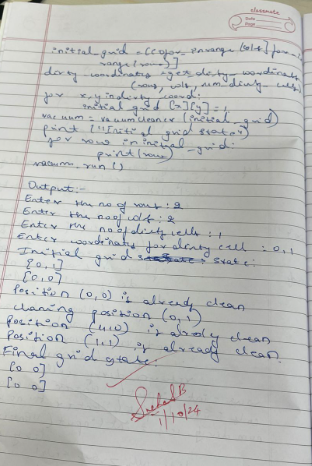 classmate
Date
Page
initial_grid = [[0 for _ in range (cols)] for _ in
range (rows)]
dirty_coordinates = get_dirty_coordinates
(rows, cols, num_dirty_cells)
for x, y in dirty_coord:
initial_grid [x][y] = 1
vacuum = vacuumcleaner (initial_grid)
print ("Initial grid state:")
for row in initial_grid:
print (row)
vacuum.run ()
Output:-
Enter the no of rows : 2
Enter the no of cols : 2
Enter the no of dirty cells : 1
Enter coordinates for dirty cell : 0,1
Initial grid state:
[0, 1]
[0, 0]
Position (0,0) is already clean
cleaning position (0,1)
Position (1,0) is already clean
Position (1,1) is already clean.
Final grid state:
[0 0]
[0 0]
1/10/24